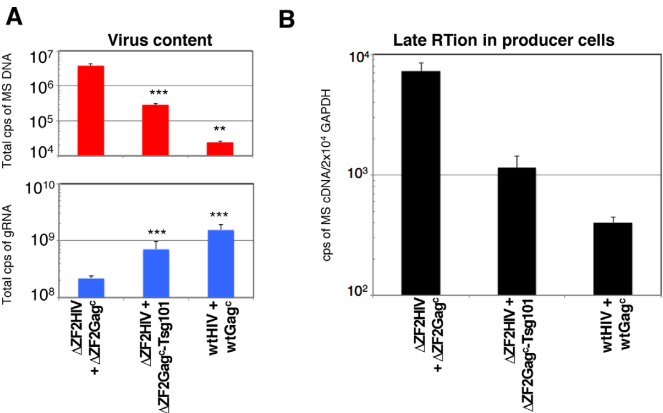 A
Virus content
Total cps of MS DNA
10⁷
10⁶
10⁵
10⁴
***
**
Total cps of gRNA
10¹⁰
10⁹
10⁸
***
***
ΔZF2HIV
+ ΔZF2Gagᶜ
ΔZF2HIV +
ΔZF2Gagᶜ-Tsg101
wtHIV +
wtGagᶜ
B
Late RTion in producer cells
cps of MS cDNA/2x10⁴ GAPDH
10⁴
10³
10²
ΔZF2HIV
+ ΔZF2Gagᶜ
ΔZF2HIV +
ΔZF2Gagᶜ-Tsg101
wtHIV +
wtGagᶜ